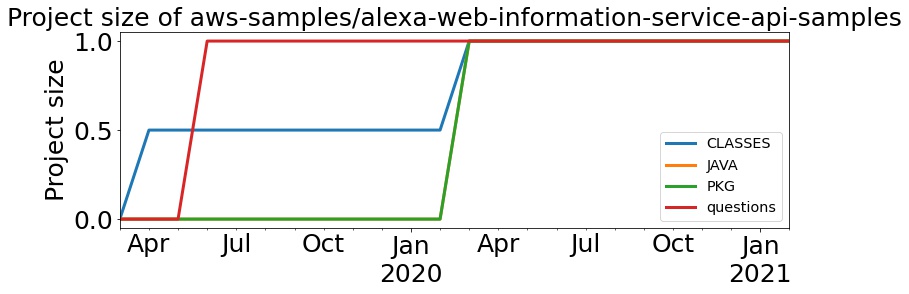 Project size of aws-samples/alexa-web-information-service-api-samples
Project size
1.0
0.5
0.0
CLASSES
JAVA
PKG
questions
Apr Jul Oct Jan Apr Jul Oct Jan
2020 2021